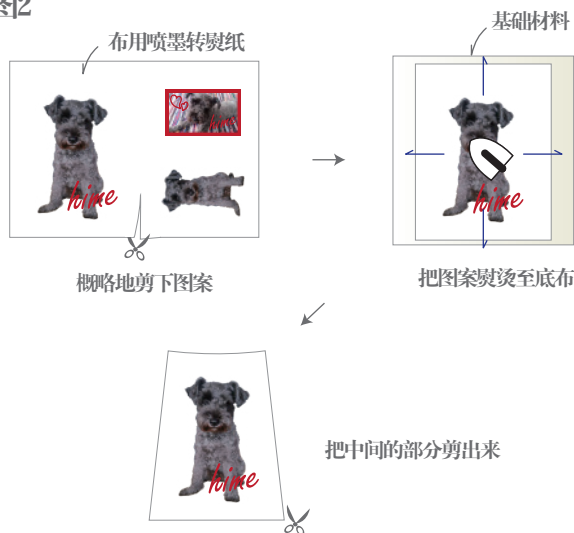 图2
基础材料
布用喷墨转熨纸
hime
hime
hime
概略地剪下图案
把图案熨烫至底布
hime
把中间的部分剪出来